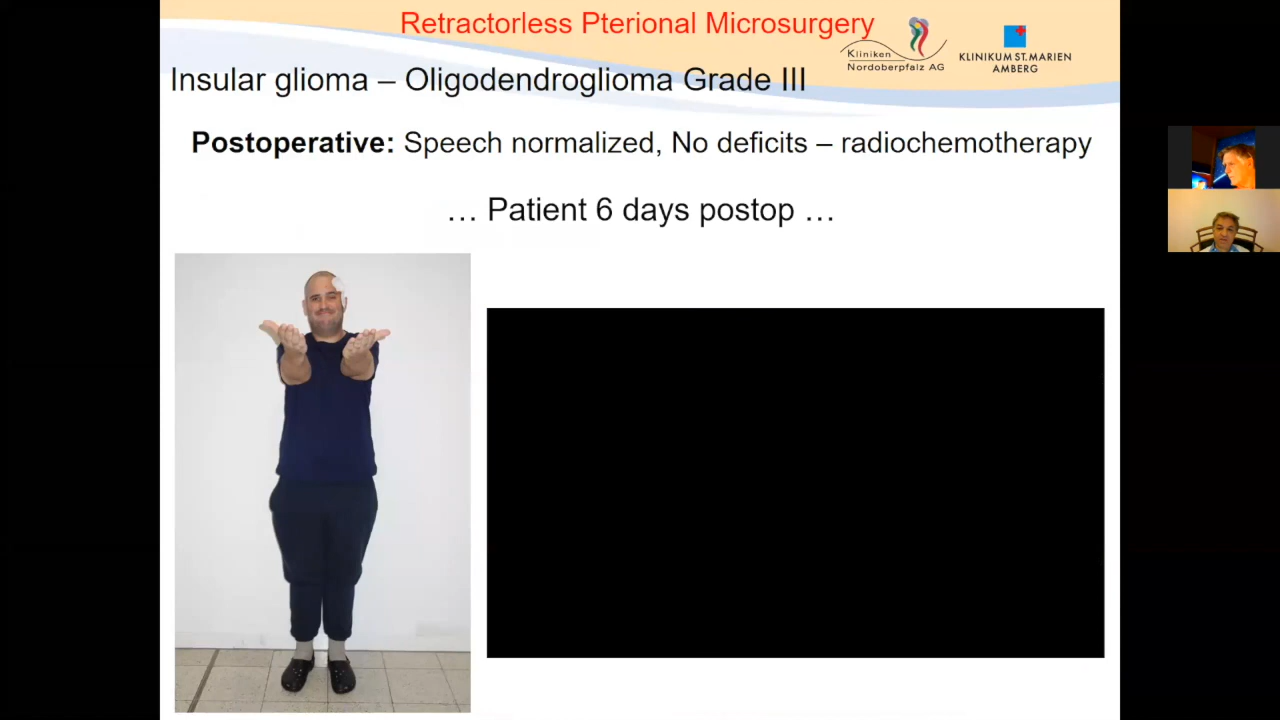 Retractorless Pterional Microsurgery
Kliniken
Nordoberpfalz AG
KLINIKUM ST. MARIEN
AMBERG
Insular glioma – Oligodendroglioma Grade III
Postoperative: Speech normalized, No deficits – radiochemotherapy
… Patient 6 days postop …